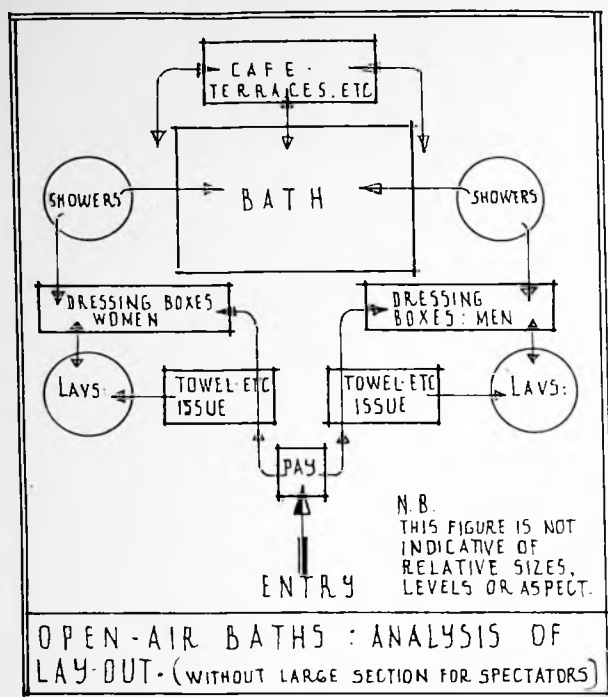 CAFE·
TERRACES. ETC
SHOWERS
BATH
SHOWERS
DRESSING BOXES
WOMEN
DRESSING
BOXES: MEN
LAVS:
TOWEL·ETC
ISSUE
TOWEL·ETC
ISSUE
LAVS:
PAY
ENTRY
N.B.
THIS FIGURE IS NOT
INDICATIVE OF
RELATIVE SIZES,
LEVELS OR ASPECT.
OPEN-AIR BATHS: ANALYSIS OF
LAY-OUT. (WITHOUT LARGE SECTION FOR SPECTATORS)